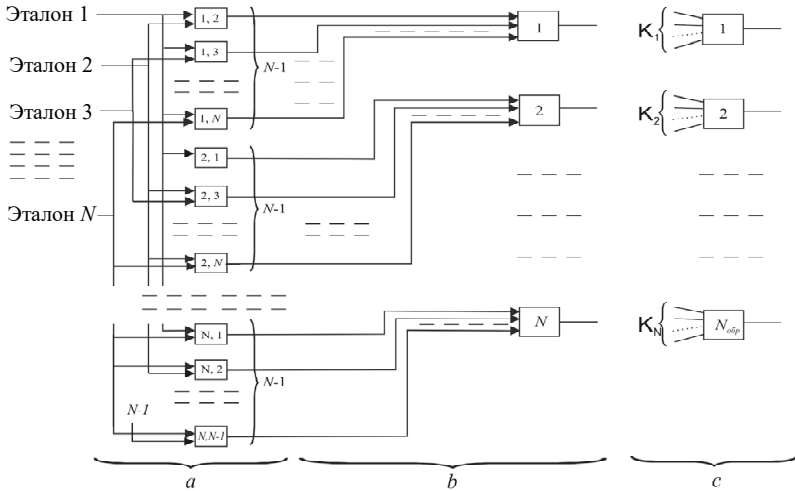 Эталон 1
Эталон 2
Эталон 3
Эталон N
1, 2
1, 3
1, N
N-1
2, 1
2, 3
2, N
N-1
N, 1
N, 2
N,N-1
N-1
N-1
1
2
N
K1
1
K2
2
KN
Nобр
a
b
c